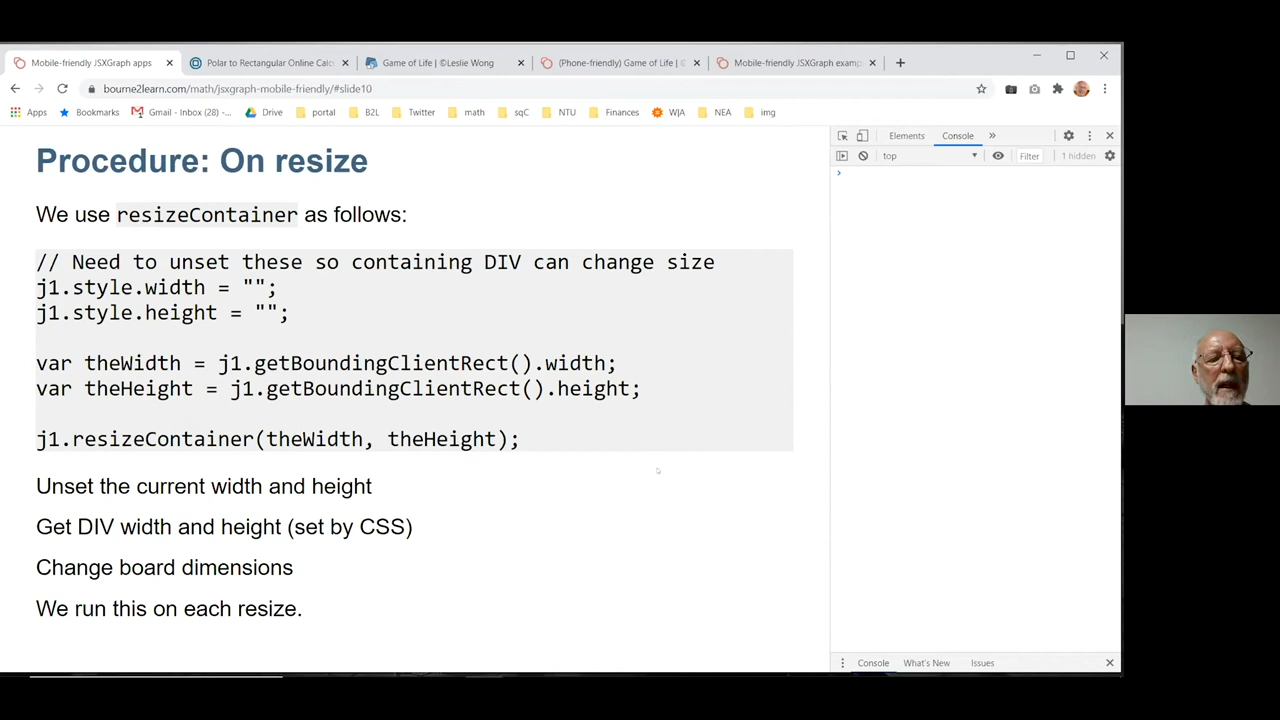 Mobile-friendly JSXGraph apps
Polar to Rectangular Online Calc
Game of Life | ©Leslie Wong
(Phone-friendly) Game of Life | ©
Mobile-friendly JSXGraph examp
bourne2learn.com/math/jsxgraph-mobile-friendly/#slide10
Apps Bookmarks Gmail - Inbox (28) -... Drive portal B2L Twitter math sqC NTU Finances WJA NEA img
Elements Console »
top Filter 1 hidden
Procedure: On resize
We use resizeContainer as follows:
// Need to unset these so containing DIV can change size
j1.style.width = "";
j1.style.height = "";
var theWidth = j1.getBoundingClientRect().width;
var theHeight = j1.getBoundingClientRect().height;
j1.resizeContainer(theWidth, theHeight);
Unset the current width and height
Get DIV width and height (set by CSS)
Change board dimensions
We run this on each resize.
Console What's New Issues